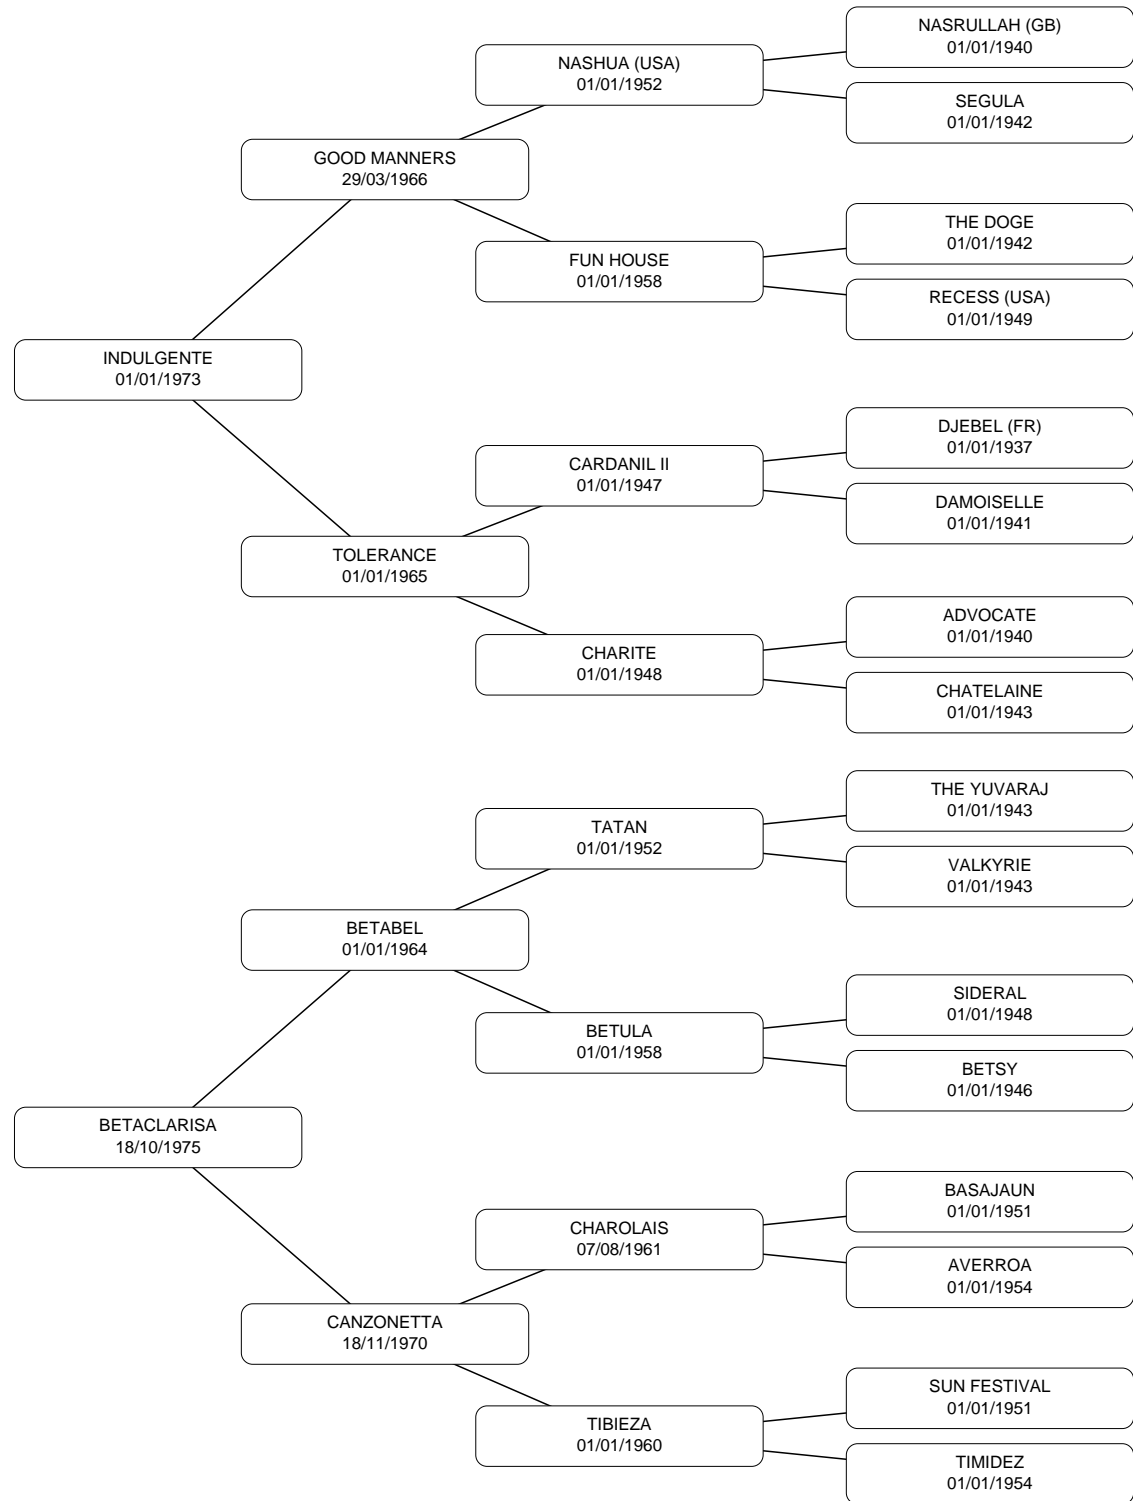 NASRULLAH (GB)
01/01/1940
NASHUA (USA)
01/01/1952
SEGULA
01/01/1942
GOOD MANNERS
29/03/1966
THE DOGE
01/01/1942
FUN HOUSE
01/01/1958
RECESS (USA)
01/01/1949
INDULGENTE
01/01/1973
DJEBEL (FR)
01/01/1937
CARDANIL II
01/01/1947
DAMOISELLE
01/01/1941
TOLERANCE
01/01/1965
ADVOCATE
01/01/1940
CHARITE
01/01/1948
CHATELAINE
01/01/1943
THE YUVARAJ
01/01/1943
TATAN
01/01/1952
VALKYRIE
01/01/1943
BETABEL
01/01/1964
SIDERAL
01/01/1948
BETULA
01/01/1958
BETSY
01/01/1946
BETACLARISA
18/10/1975
BASAJAUN
01/01/1951
CHAROLAIS
07/08/1961
AVERROA
01/01/1954
CANZONETTA
18/11/1970
SUN FESTIVAL
01/01/1951
TIBIEZA
01/01/1960
TIMIDEZ
01/01/1954